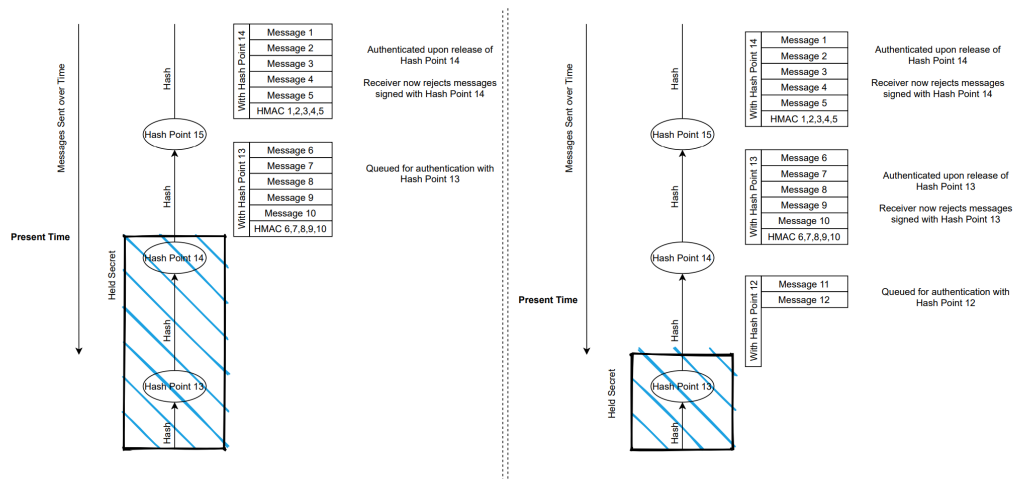 Messages Sent over Time
Present Time
Hash
Hash Point 15
Hash
Hash Point 14
Hash
Hash Point 13
Hash
Held Secret
With Hash Point 14
Message 1
Message 2
Message 3
Message 4
Message 5
HMAC 1,2,3,4,5
Authenticated upon release of
Hash Point 14
Receiver now rejects messages
signed with Hash Point 14
With Hash Point 13
Message 6
Message 7
Message 8
Message 9
Message 10
HMAC 6,7,8,9,10
Queued for authentication with
Hash Point 13
Messages Sent over Time
Present Time
Hash
Hash Point 15
Hash
Hash Point 14
Hash
Hash Point 13
Hash
Held Secret
With Hash Point 14
Message 1
Message 2
Message 3
Message 4
Message 5
HMAC 1,2,3,4,5
Authenticated upon release of
Hash Point 14
Receiver now rejects messages
signed with Hash Point 14
With Hash Point 13
Message 6
Message 7
Message 8
Message 9
Message 10
HMAC 6,7,8,9,10
Authenticated upon release of
Hash Point 13
Receiver now rejects messages
signed with Hash Point 13
With Hash Point 12
Message 11
Message 12
Queued for authentication with
Hash Point 12